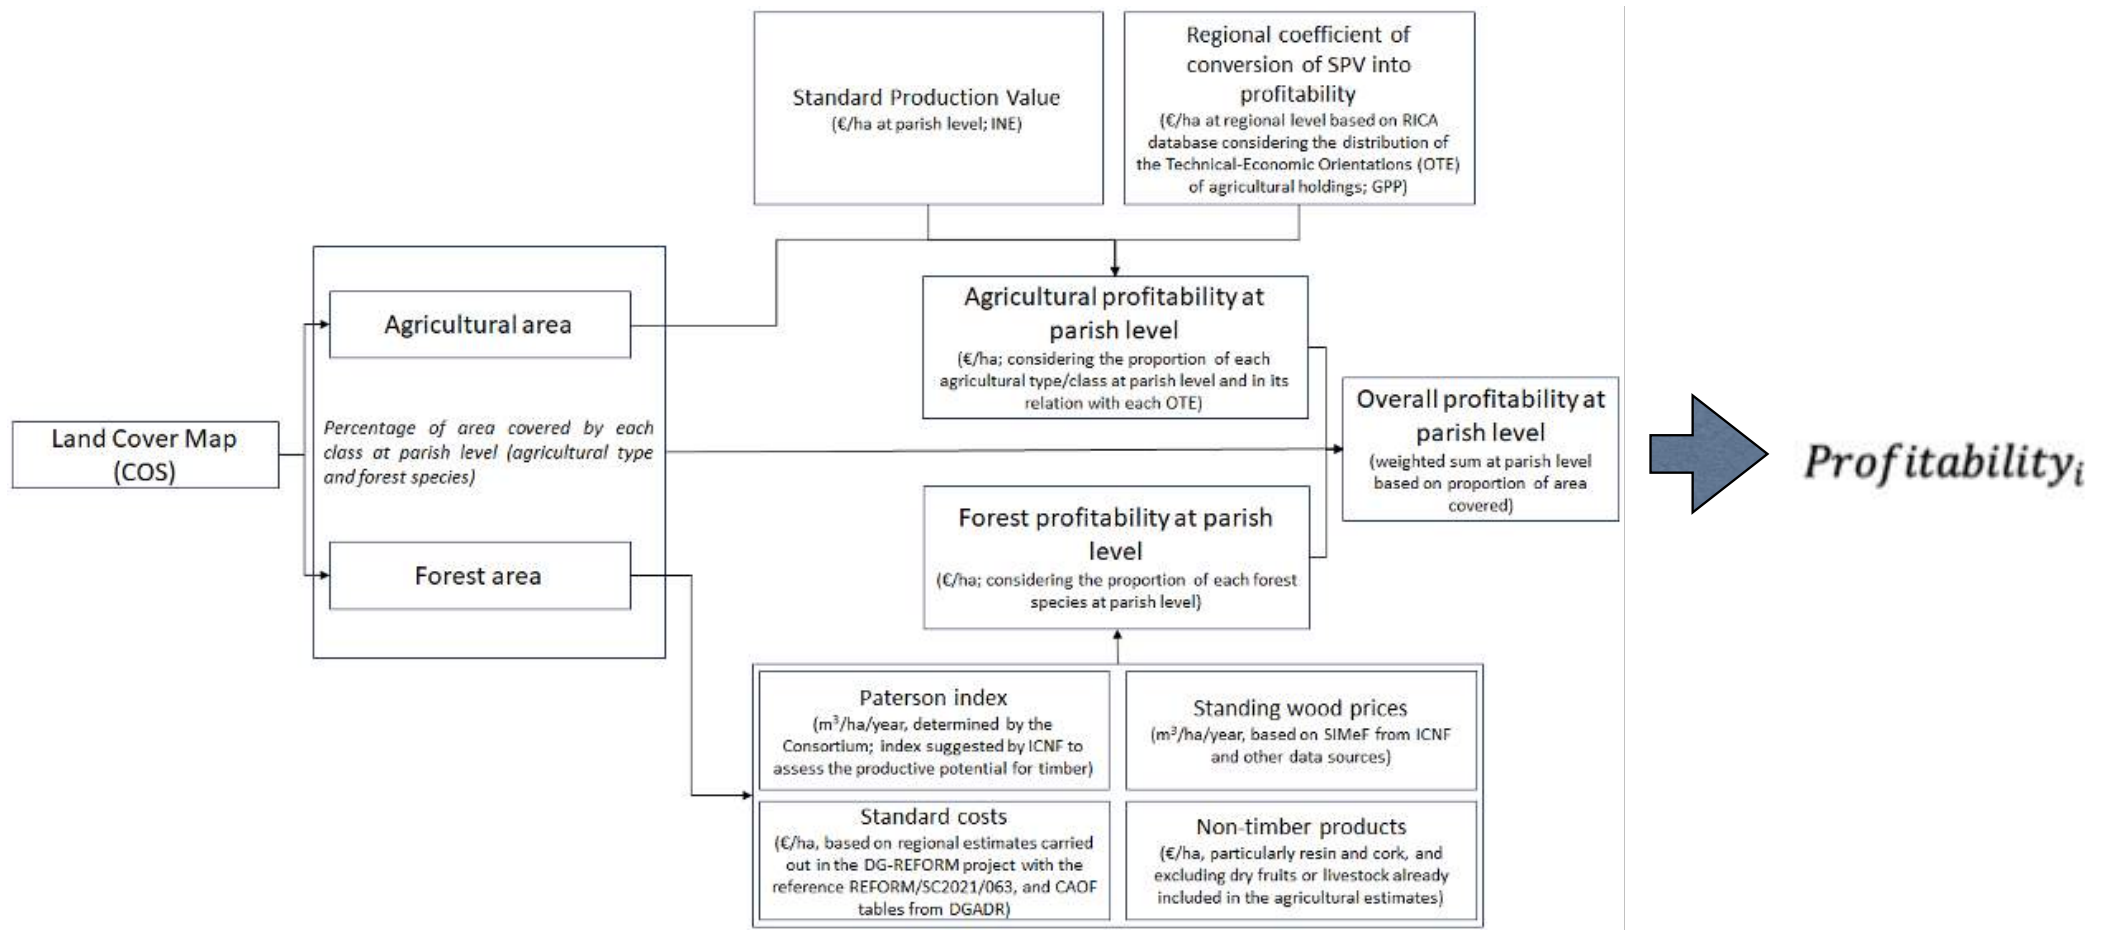 Standard Production Value
(€/ha at parish level; INE)
Regional coefficient of
conversion of SPV into
profitability
(€/ha at regional level based on RICA
database considering the distribution of
the Technical-Economic Orientations (OTE)
of agricultural holdings; GPP)
Land Cover Map
(COS)
Agricultural area
Percentage of area covered by each
class at parish level (agricultural type
and forest species)
Forest area
Agricultural profitability at
parish level
(€/ha; considering the proportion of each
agricultural type/class at parish level and in its
relation with each OTE)
Forest profitability at parish
level
(€/ha; considering the proportion of each forest
species at parish level)
Overall profitability at
parish level
(weighted sum at parish level
based on proportion of area
covered)
Profitabilityᵢ
Paterson index
(m³/ha/year, determined by the
Consortium; index suggested by ICNF to
assess the productive potential for timber)
Standing wood prices
(m³/ha/year, based on SIMeF from ICNF
and other data sources)
Standard costs
(€/ha, based on regional estimates carried
out in the DG-REFORM project with the
reference REFORM/SC2021/063, and CAOF
tables from DGADR)
Non-timber products
(€/ha, particularly resin and cork, and
excluding dry fruits or livestock already
included in the agricultural estimates)